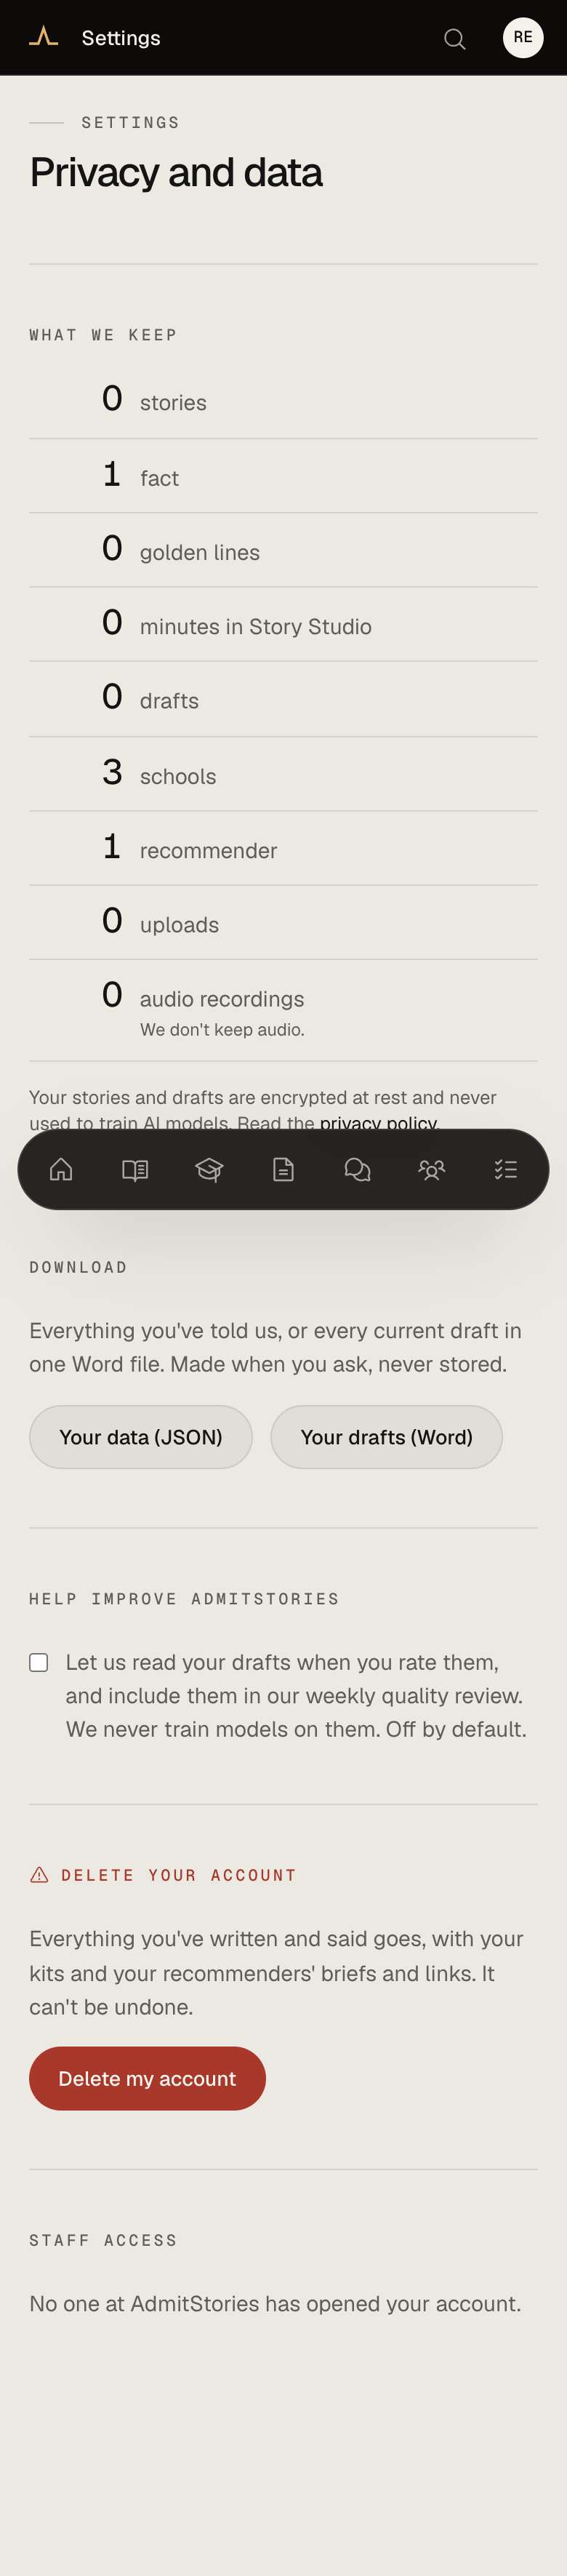 Settings
RE
SETTINGS
Privacy and data
WHAT WE KEEP
0 stories
1 fact
0 golden lines
0 minutes in Story Studio
0 drafts
3 schools
1 recommender
0 uploads
0 audio recordings
We don't keep audio.
Your stories and drafts are encrypted at rest and never
used to train AI models. Read the privacy policy.
DOWNLOAD
Everything you've told us, or every current draft in
one Word file. Made when you ask, never stored.
Your data (JSON)
Your drafts (Word)
HELP IMPROVE ADMITSTORIES
Let us read your drafts when you rate them,
and include them in our weekly quality review.
We never train models on them. Off by default.
DELETE YOUR ACCOUNT
Everything you've written and said goes, with your
kits and your recommenders' briefs and links. It
can't be undone.
Delete my account
STAFF ACCESS
No one at AdmitStories has opened your account.